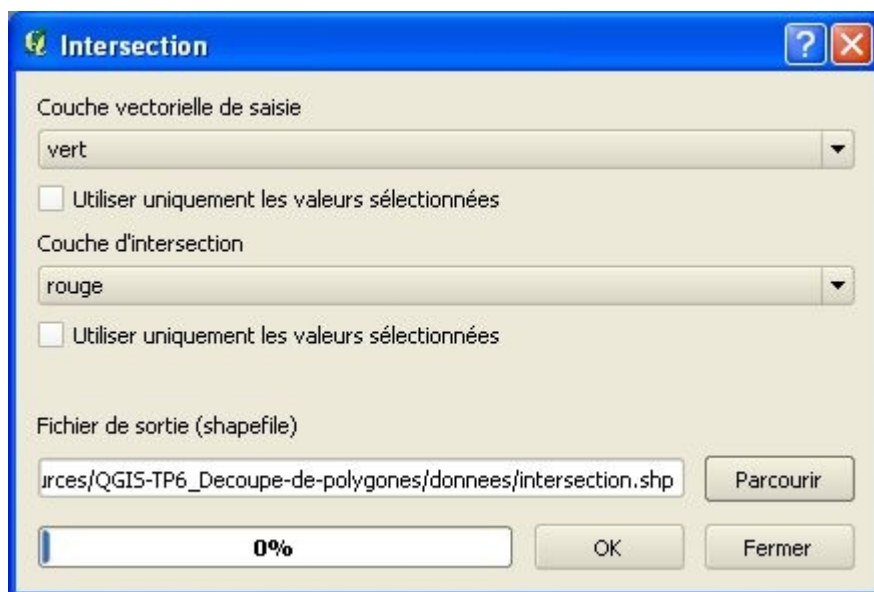 Intersection
Couche vectorielle de saisie
vert
Utiliser uniquement les valeurs sélectionnées
Couche d'intersection
rouge
Utiliser uniquement les valeurs sélectionnées
Fichier de sortie (shapefile)
urces/QGIS-TP6_Decoupe-de-polygones/donnees/intersection.shp Parcourir
0% OK Fermer